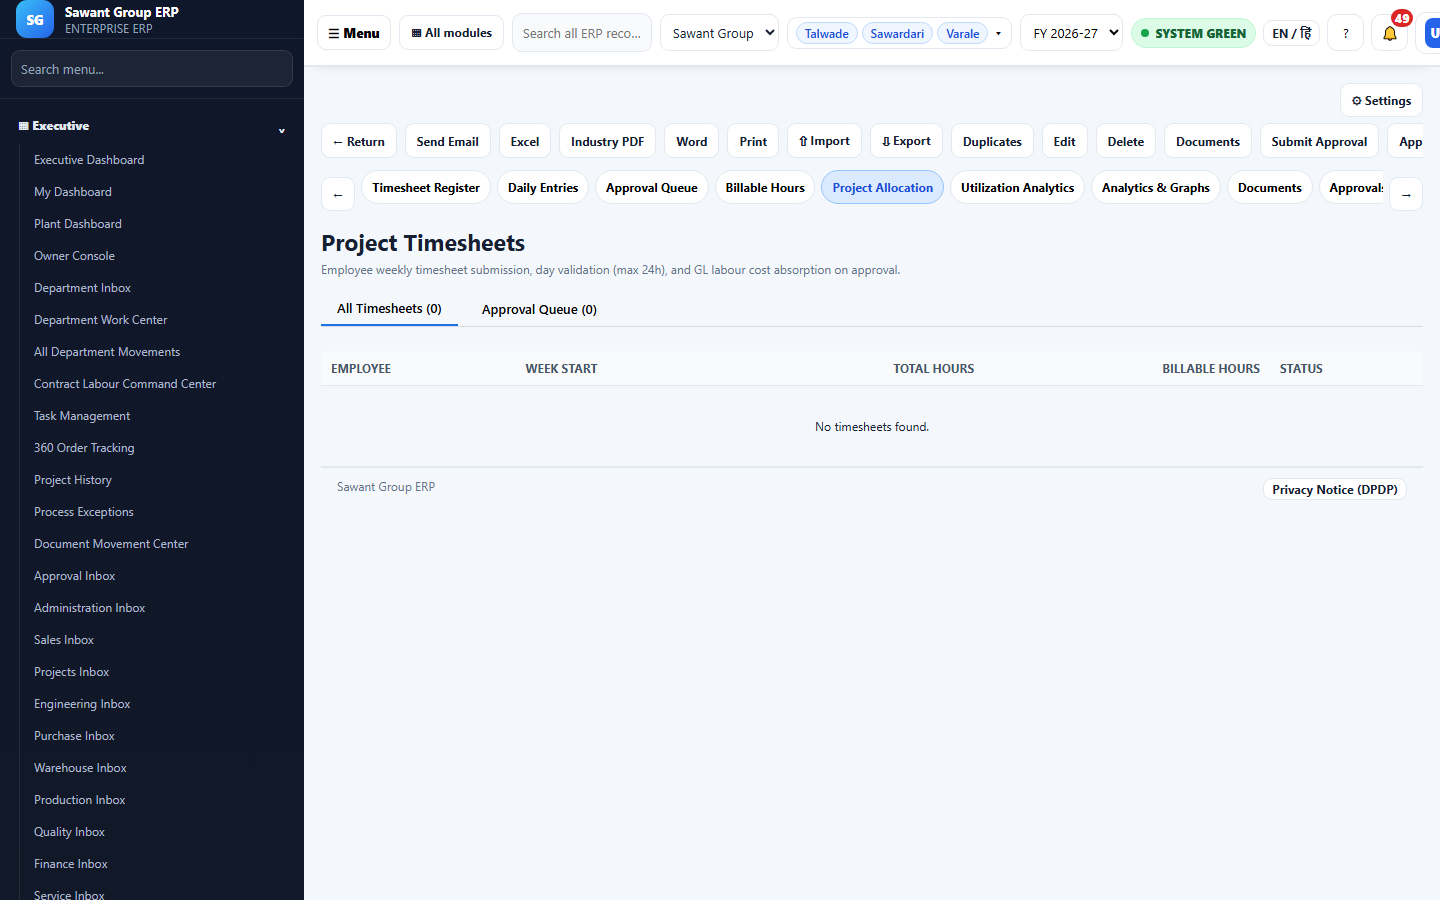 SG
Sawant Group ERP
ENTERPRISE ERP
Search menu...
Executive
Executive Dashboard
My Dashboard
Plant Dashboard
Owner Console
Department Inbox
Department Work Center
All Department Movements
Contract Labour Command Center
Task Management
360 Order Tracking
Project History
Process Exceptions
Document Movement Center
Approval Inbox
Administration Inbox
Sales Inbox
Projects Inbox
Engineering Inbox
Purchase Inbox
Warehouse Inbox
Production Inbox
Quality Inbox
Finance Inbox
Service Inbox
☰ Menu
All modules
Search all ERP reco...
Sawant Group
Talwade Sawardari Varale
FY 2026-27
SYSTEM GREEN
EN / हिं
?
49
U
⚙ Settings
← Return
Send Email
Excel
Industry PDF
Word
Print
⇧ Import
⇩ Export
Duplicates
Edit
Delete
Documents
Submit Approval
App
←
Timesheet Register
Daily Entries
Approval Queue
Billable Hours
Project Allocation
Utilization Analytics
Analytics & Graphs
Documents
Approvals
→
Project Timesheets
Employee weekly timesheet submission, day validation (max 24h), and GL labour cost absorption on approval.
All Timesheets (0)
Approval Queue (0)
EMPLOYEE WEEK START TOTAL HOURS BILLABLE HOURS STATUS
No timesheets found.
Sawant Group ERP
Privacy Notice (DPDP)